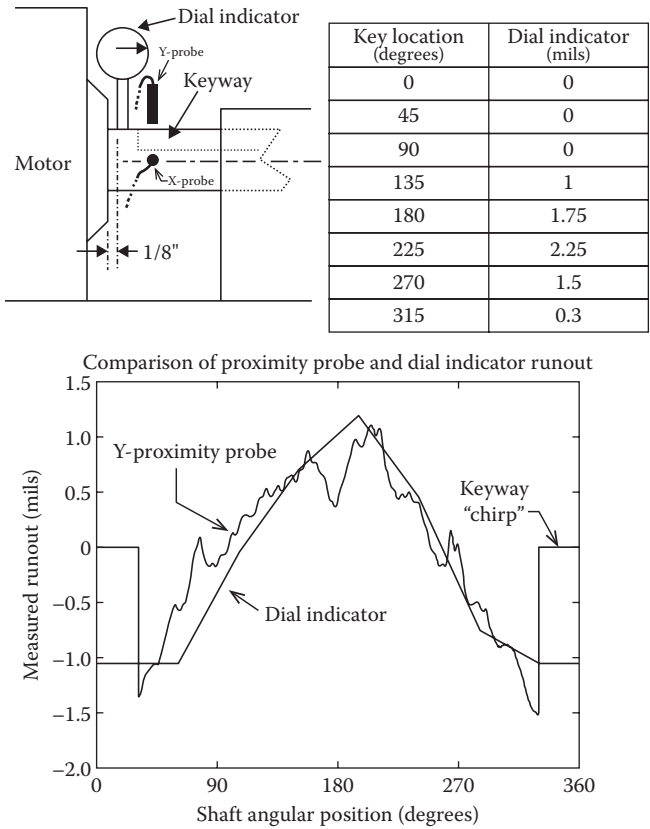 Dial indicator
Y-probe
Keyway
Motor
X-probe
1/8"
Key location (degrees) Dial indicator (mils)
0 0
45 0
90 0
135 1
180 1.75
225 2.25
270 1.5
315 0.3
Comparison of proximity probe and dial indicator runout
Measured runout (mils)
1.5
1.0
0.5
0
−0.5
−1.0
−1.5
−2.0
Y-proximity probe
Keyway
"chirp"
Dial indicator
0 90 180 270 360
Shaft angular position (degrees)